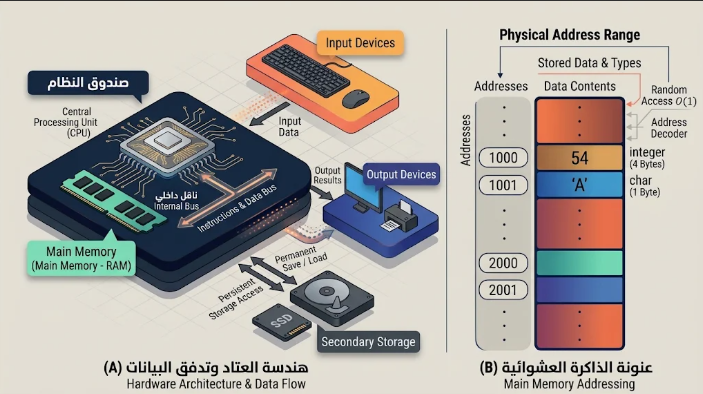 Input Devices
صندوق النظام
Central
Processing Unit
(CPU)
Input
Data
ناقل داخلي
Internal Bus
Instructions & Data Bus
Output
Results
Output Devices
Main Memory
(Main Memory - RAM)
Permanent
Save / Load
Persistent
Storage Access
SSD
Secondary Storage
(A) هندسة العتاد وتدفق البيانات
Hardware Architecture & Data Flow
Physical Address Range
Stored Data & Types
Addresses
Data Contents
Random
Access O(1)
Address
Decoder
Addresses
1000
54
integer
(4 Bytes)
1001
‘A’
char
(1 Byte)
2000
2001
(B) عنونة الذاكرة العشوائية
Main Memory Addressing